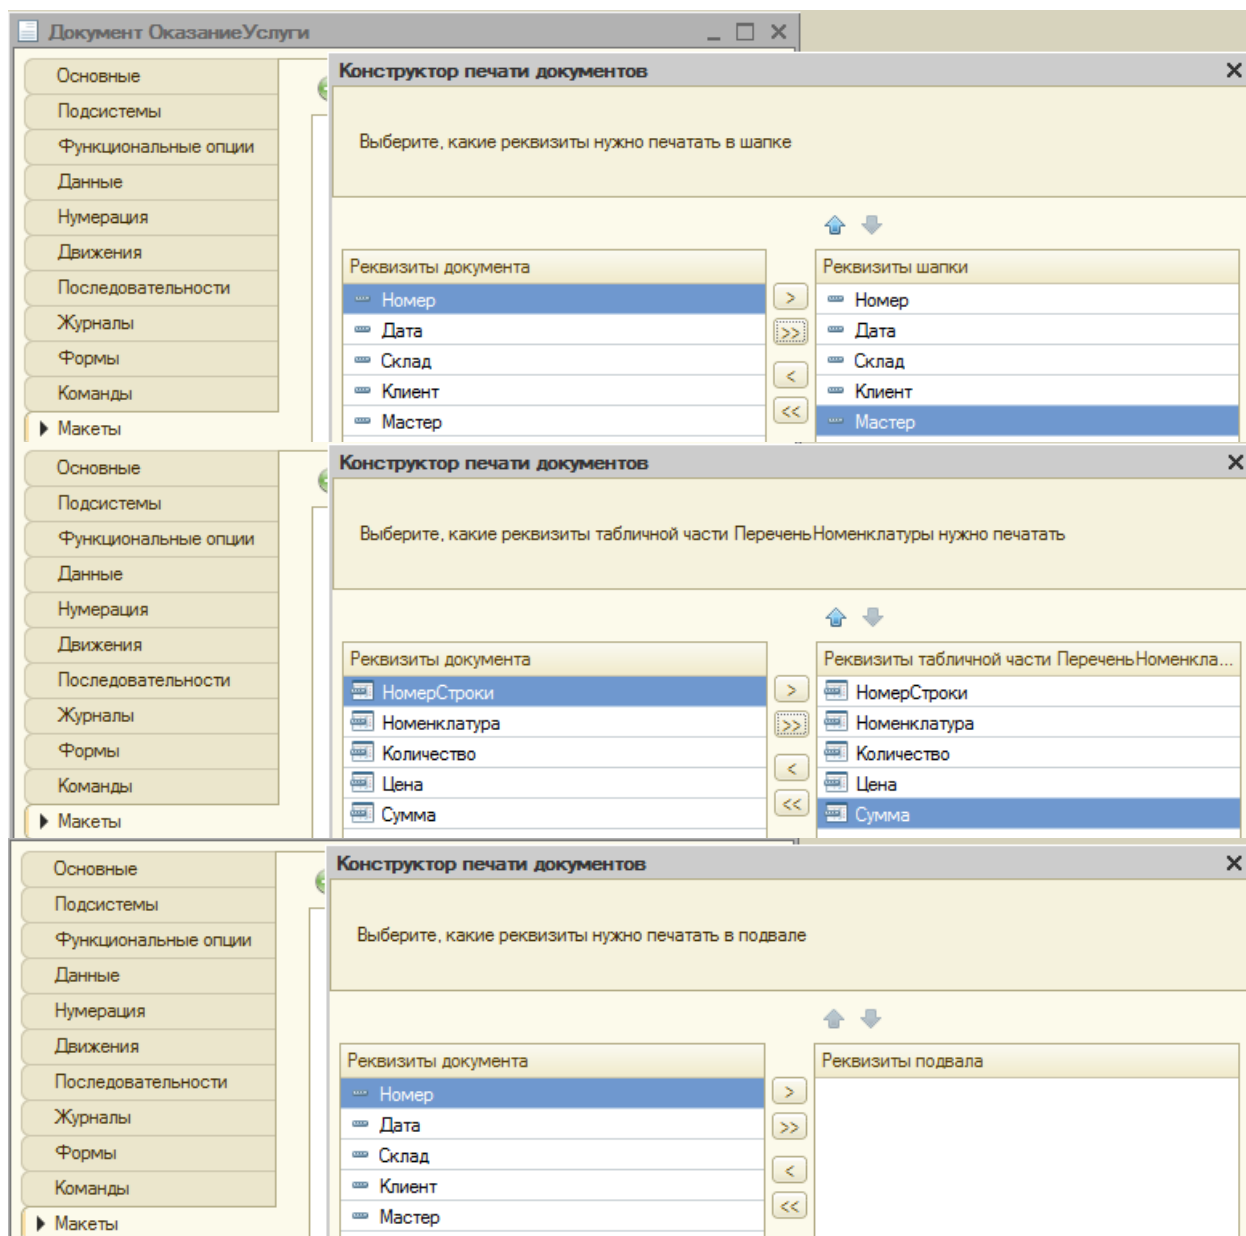 Документ ОказаниеУслуги
Основные
Подсистемы
Функциональные опции
Данные
Нумерация
Движения
Последовательности
Журналы
Формы
Команды
Макеты
Конструктор печати документов
Выберите, какие реквизиты нужно печатать в шапке
Реквизиты документа
Номер
Дата
Склад
Клиент
Мастер
>
>>
<
<<
Реквизиты шапки
Номер
Дата
Склад
Клиент
Мастер
Основные
Подсистемы
Функциональные опции
Данные
Нумерация
Движения
Последовательности
Журналы
Формы
Команды
Макеты
Конструктор печати документов
Выберите, какие реквизиты табличной части ПереченьНоменклатуры нужно печатать
Реквизиты документа
НомерСтроки
Номенклатура
Количество
Цена
Сумма
>
>>
<
<<
Реквизиты табличной части ПереченьНоменкла...
НомерСтроки
Номенклатура
Количество
Цена
Сумма
Основные
Подсистемы
Функциональные опции
Данные
Нумерация
Движения
Последовательности
Журналы
Формы
Команды
Макеты
Конструктор печати документов
Выберите, какие реквизиты нужно печатать в подвале
Реквизиты документа
Номер
Дата
Склад
Клиент
Мастер
>
>>
<
<<
Реквизиты подвала